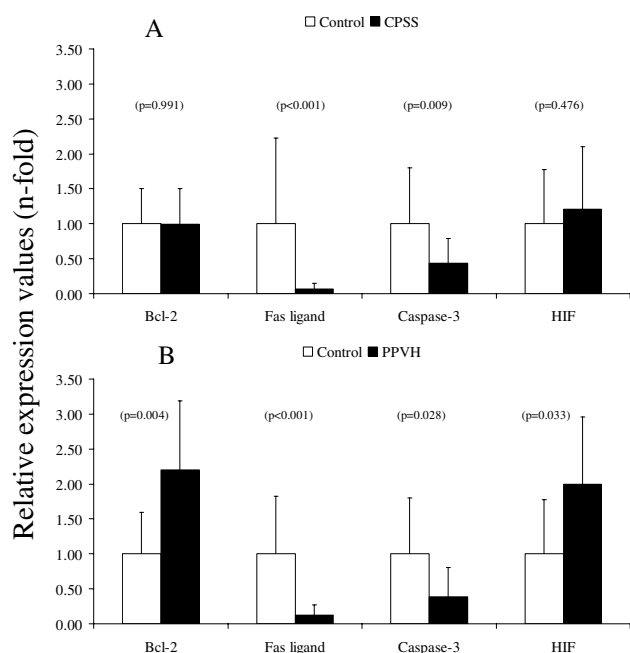 A
Control CPSS
3.50
3.00
2.50
2.00
1.50
1.00
0.50
0.00
(p=0.991) (p<0.001) (p=0.009) (p=0.476)
Bcl-2 Fas ligand Caspase-3 HIF
Relative expression values (n-fold)
B
Control PPVH
3.50
3.00
2.50
2.00
1.50
1.00
0.50
0.00
(p=0.004) (p<0.001) (p=0.028) (p=0.033)
Bcl-2 Fas ligand Caspase-3 HIF